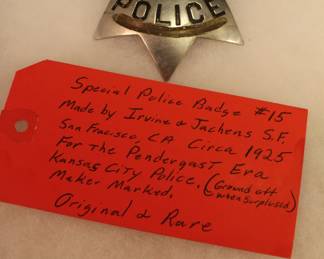 POLICE
Special Police Badge #15
Made by Irvine & Jachens S.F.
San Francisco, CA Circa 1925
For The Pendergast Era
Kansas City Police. (Ground off
when surplused)
Maker Marked.
Original & Rare